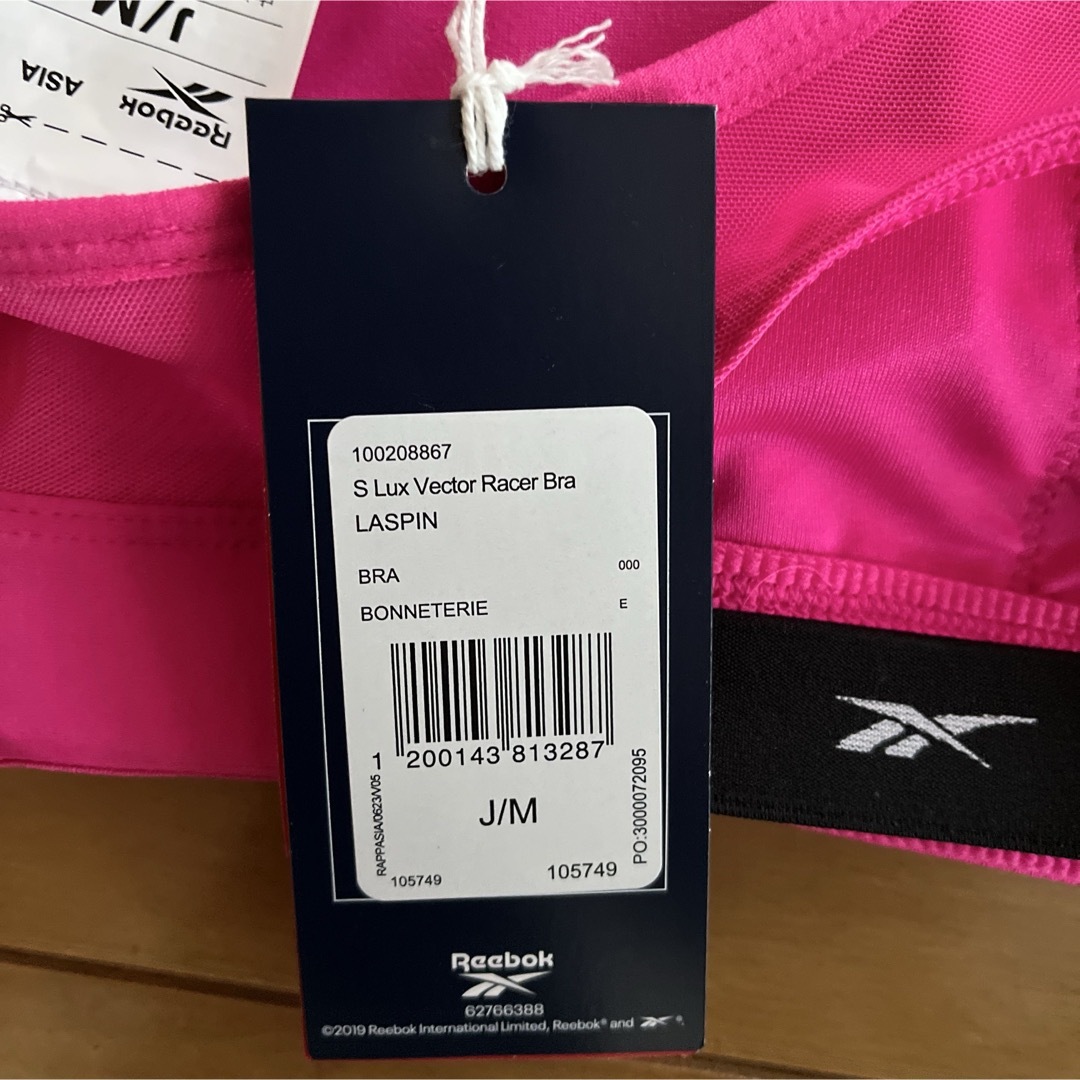 J/M
ASIA
Reebok
100208867
S Lux Vector Racer Bra
LASPIN
BRA 000
BONNETERIE E
1 200143 813287
J/M
RAPPASIA/0623/V05
PO:3000072095
105749 105749
Reebok
62766388
©2019 Reebok International Limited, Reebok® and ®.